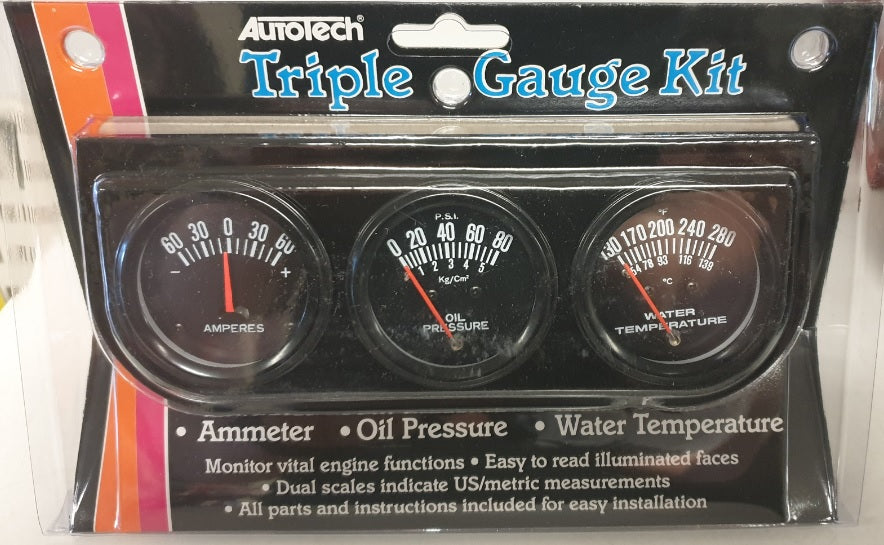 AUTOTECH®
Triple Gauge Kit
60 30 0 30 60
- +
AMPERES
P.S.I.
0 20 40 60 80
1 2 3 4 5
Kg/Cm²
OIL
PRESSURE
°F
130 170 200 240 280
54 78 93 116 139
°C
WATER
TEMPERATURE
• Ammeter • Oil Pressure • Water Temperature
Monitor vital engine functions • Easy to read illuminated faces
• Dual scales indicate US/metric measurements
• All parts and instructions included for easy installation